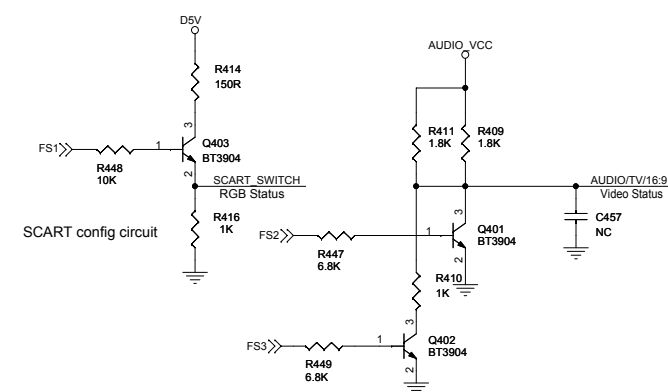 D5V
R414
150R
3
FS1
1
Q403
BT3904
R448
10K
2
SCART_SWITCH
RGB Status
R416
1K
SCART config circuit
AUDIO_VCC
R411
1.8K
R409
1.8K
AUDIO/TV/16:9
Video Status
3
C457
NC
FS2
1
Q401
BT3904
R447
6.8K
2
R410
1K
3
FS3
1
Q402
BT3904
R449
6.8K
2